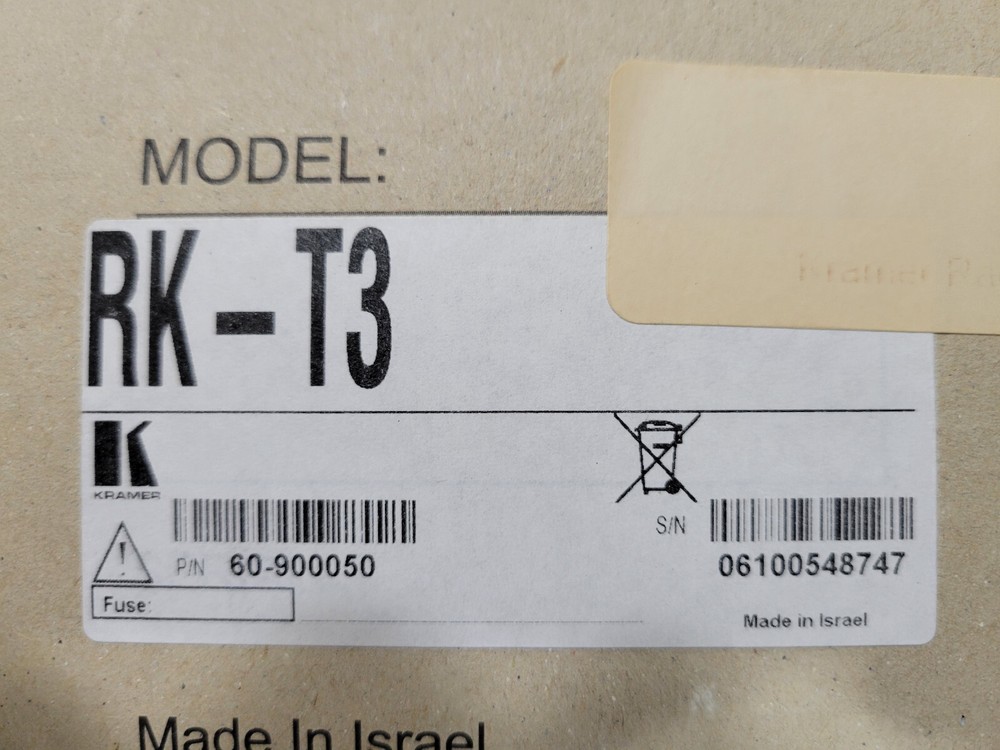 MODEL:
RK-T3
KRAMER
S/N
P/N 60-900050
06100548747
Fuse:
Made in Israel
Made In Israel